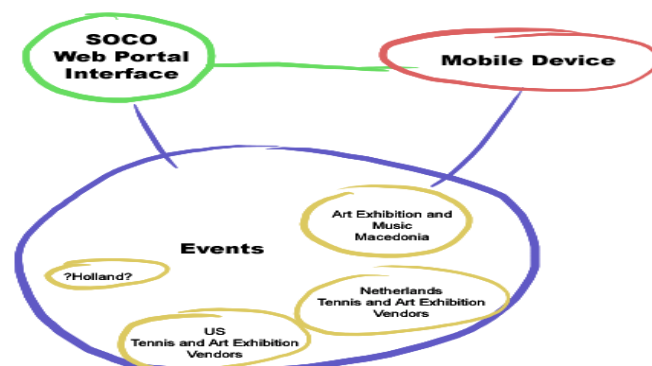 SOCO
Web Portal
Interface
Mobile Device
Art Exhibition and
Music
Macedonia
Events
?Holland?
Netherlands
Tennis and Art Exhibition
Vendors
US
Tennis and Art Exhibition
Vendors